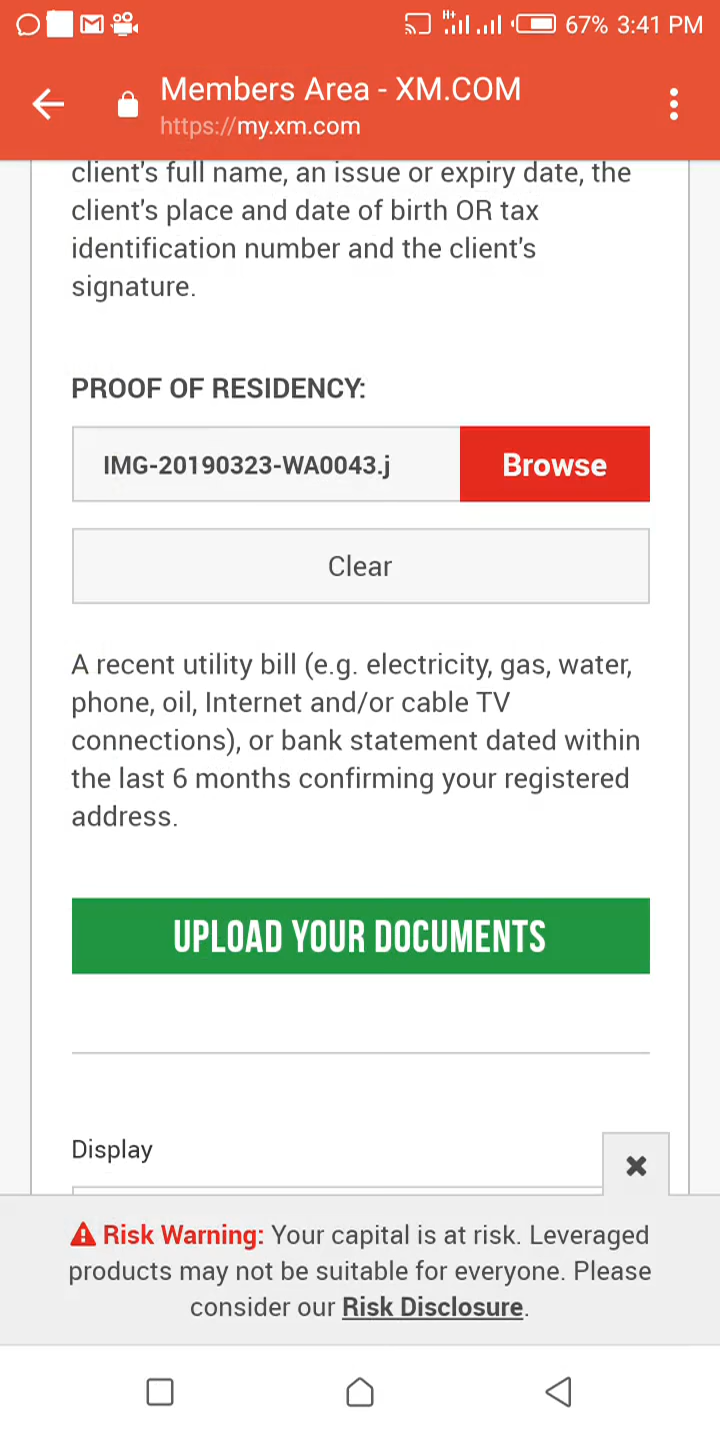 H+
67% 3:41 PM
Members Area - XM.COM
https://my.xm.com
client's full name, an issue or expiry date, the
client's place and date of birth OR tax
identification number and the client's
signature.
PROOF OF RESIDENCY:
IMG-20190323-WA0043.j
Browse
Clear
A recent utility bill (e.g. electricity, gas, water,
phone, oil, Internet and/or cable TV
connections), or bank statement dated within
the last 6 months confirming your registered
address.
UPLOAD YOUR DOCUMENTS
Display
Risk Warning: Your capital is at risk. Leveraged
products may not be suitable for everyone. Please
consider our Risk Disclosure.